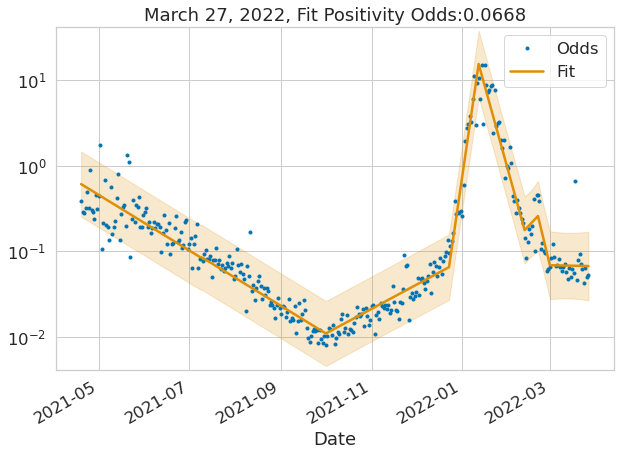 March 27, 2022, Fit Positivity Odds:0.0668
Odds
Fit
10¹
10⁰
10⁻¹
10⁻²
2021-05
2021-07
2021-09
2021-11
2022-01
2022-03
Date